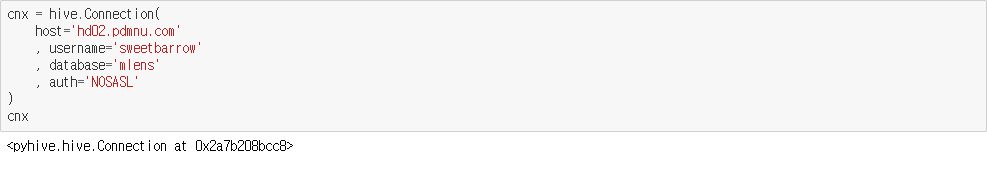 cnx = hive.Connection(
    host='hd02.pdmnu.com'
    , username='sweetbarrow'
    , database='mlens'
    , auth='NOSASL'
)
cnx
<pyhive.hive.Connection at 0x2a7b208bcc8>